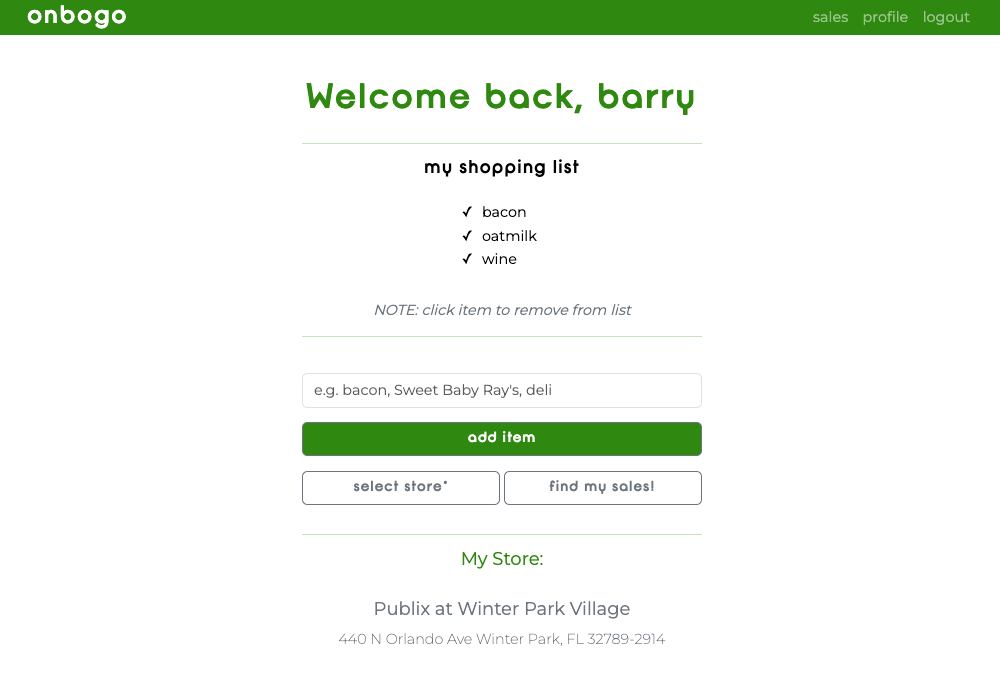 onbogo
sales profile logout
Welcome back, barry
my shopping list
✓ bacon
✓ oatmilk
✓ wine
NOTE: click item to remove from list
e.g. bacon, Sweet Baby Ray's, deli
add item
select store* find my sales!
My Store:
Publix at Winter Park Village
440 N Orlando Ave Winter Park, FL 32789-2914